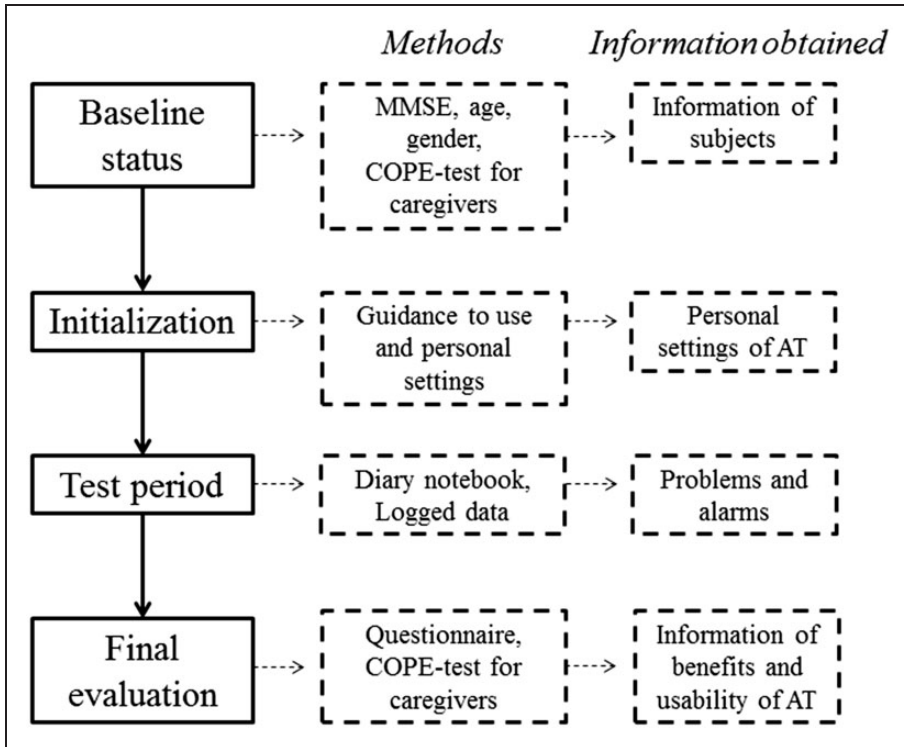 Methods
Information obtained
Baseline
status
MMSE, age,
gender,
COPE-test for
caregivers
Information of
subjects
Initialization
Guidance to use
and personal
settings
Personal
settings of AT
Test period
Diary notebook,
Logged data
Problems and
alarms
Final
evaluation
Questionnaire,
COPE-test for
caregivers
Information of
benefits and
usability of AT